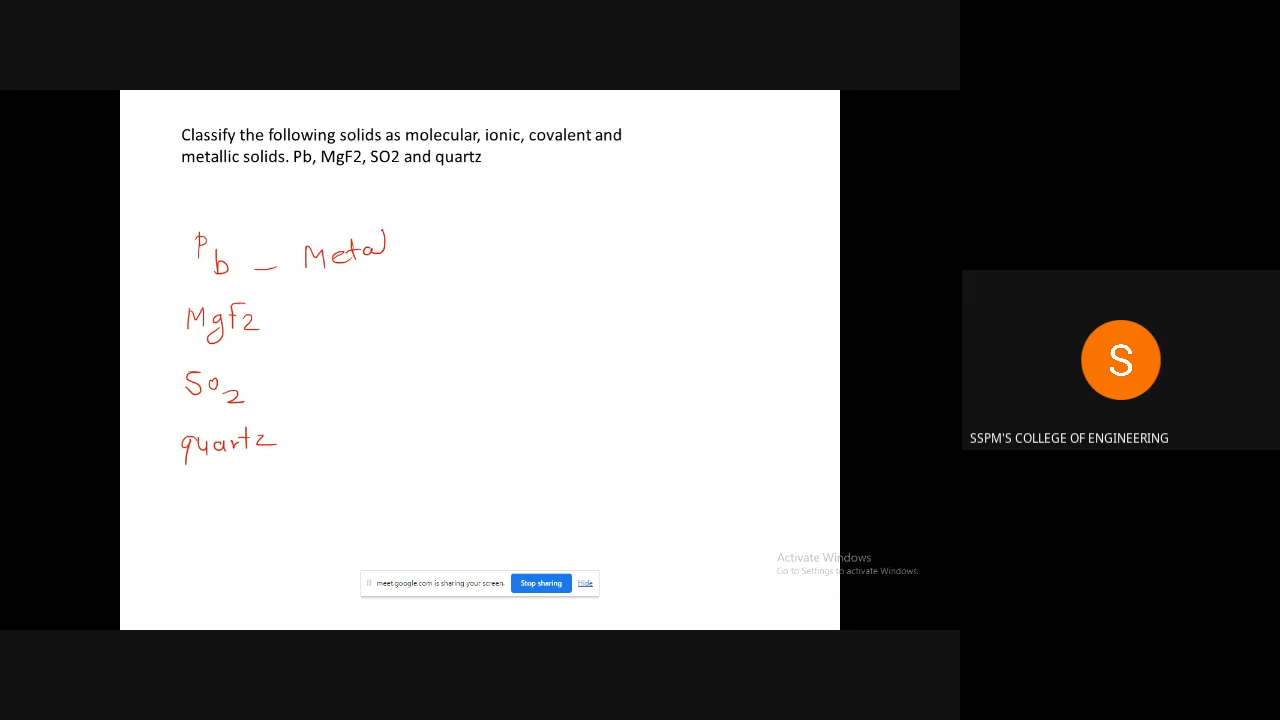 Classify the following solids as molecular, ionic, covalent and
metallic solids. Pb, MgF2, SO2 and quartz
Pb - Metal
MgF2
SO2
quartz
SSPM'S COLLEGE OF ENGINEERING
S
Activate Windows
Go to Settings to activate Windows.
meet.google.com is sharing your screen. Stop sharing Hide